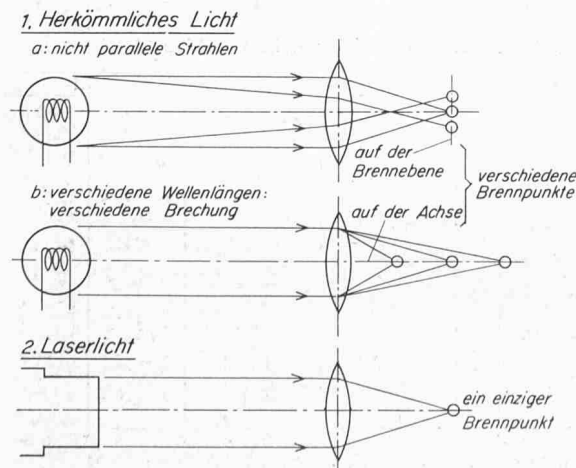 1. Herkömmliches Licht
a: nicht parallele Strahlen
auf der
Brennebene
verschiedene
Brennpunkte
b: verschiedene Wellenlängen:
verschiedene Brechung
auf der Achse
2. Laserlicht
ein einziger
Brennpunkt